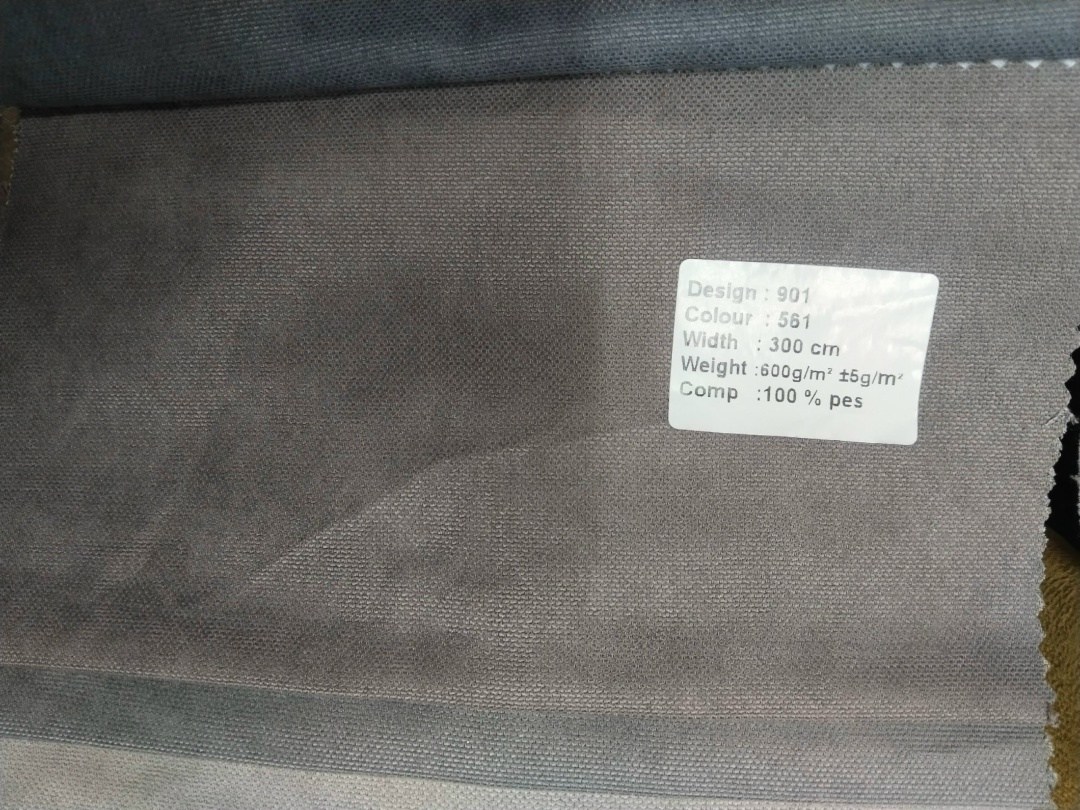 Design : 901
Colour : 561
Width : 300 cm
Weight :600g/m² ±5g/m²
Comp :100 % pes